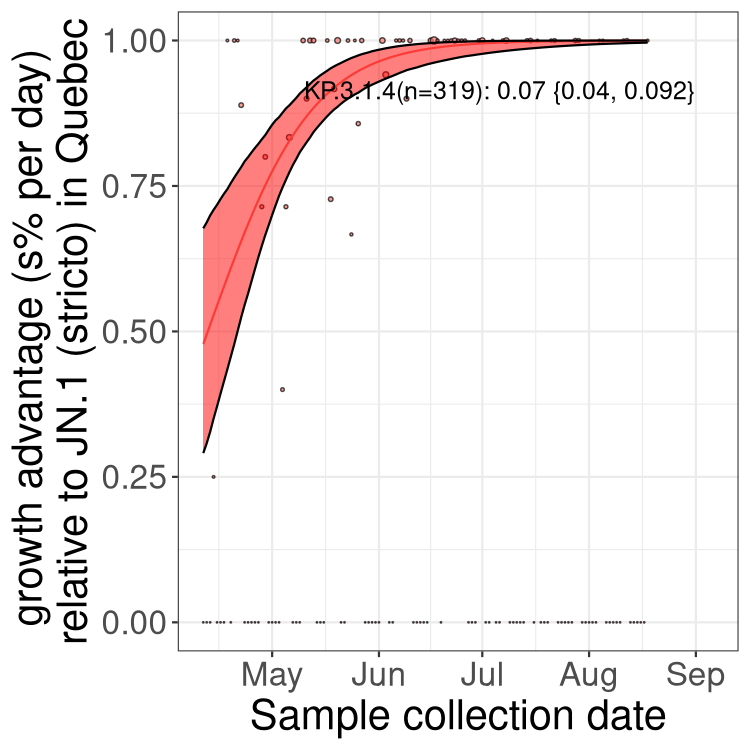 growth advantage (s% per day)
relative to JN.1 (stricto) in Quebec
1.00
0.75
0.50
0.25
0.00
KP.3.1.4(n=319): 0.07 {0.04, 0.092}
May Jun Jul Aug Sep
Sample collection date